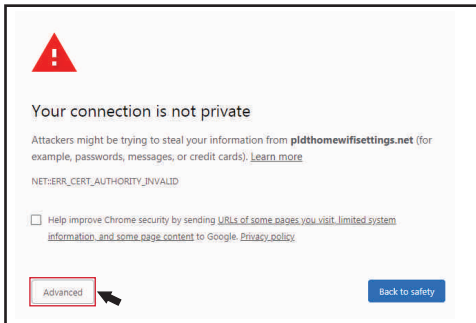 Your connection is not private
Attackers might be trying to steal your information from pldthomewifisettings.net (for
example, passwords, messages, or credit cards). Learn more
NET::ERR_CERT_AUTHORITY_INVALID
Help improve Chrome security by sending URLs of some pages you visit, limited system
information, and some page content to Google. Privacy policy
Advanced
Back to safety